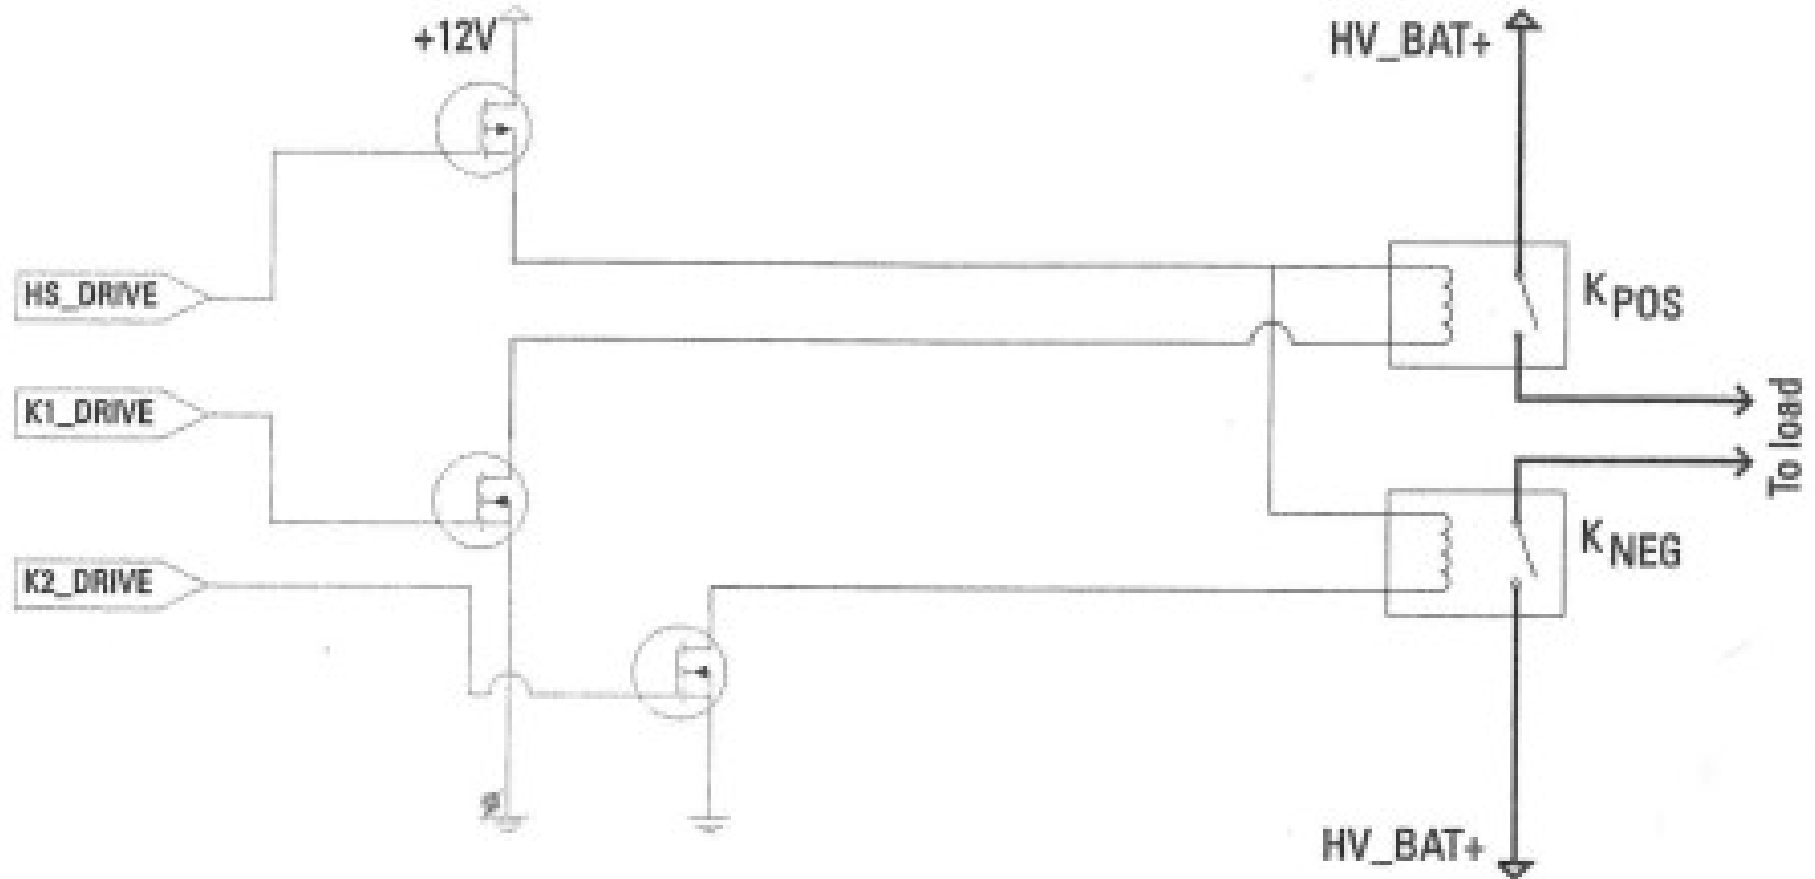 +12V
HV_BAT+
HS_DRIVE
KPOS
K1_DRIVE
To load
KNEG
K2_DRIVE
HV_BAT+